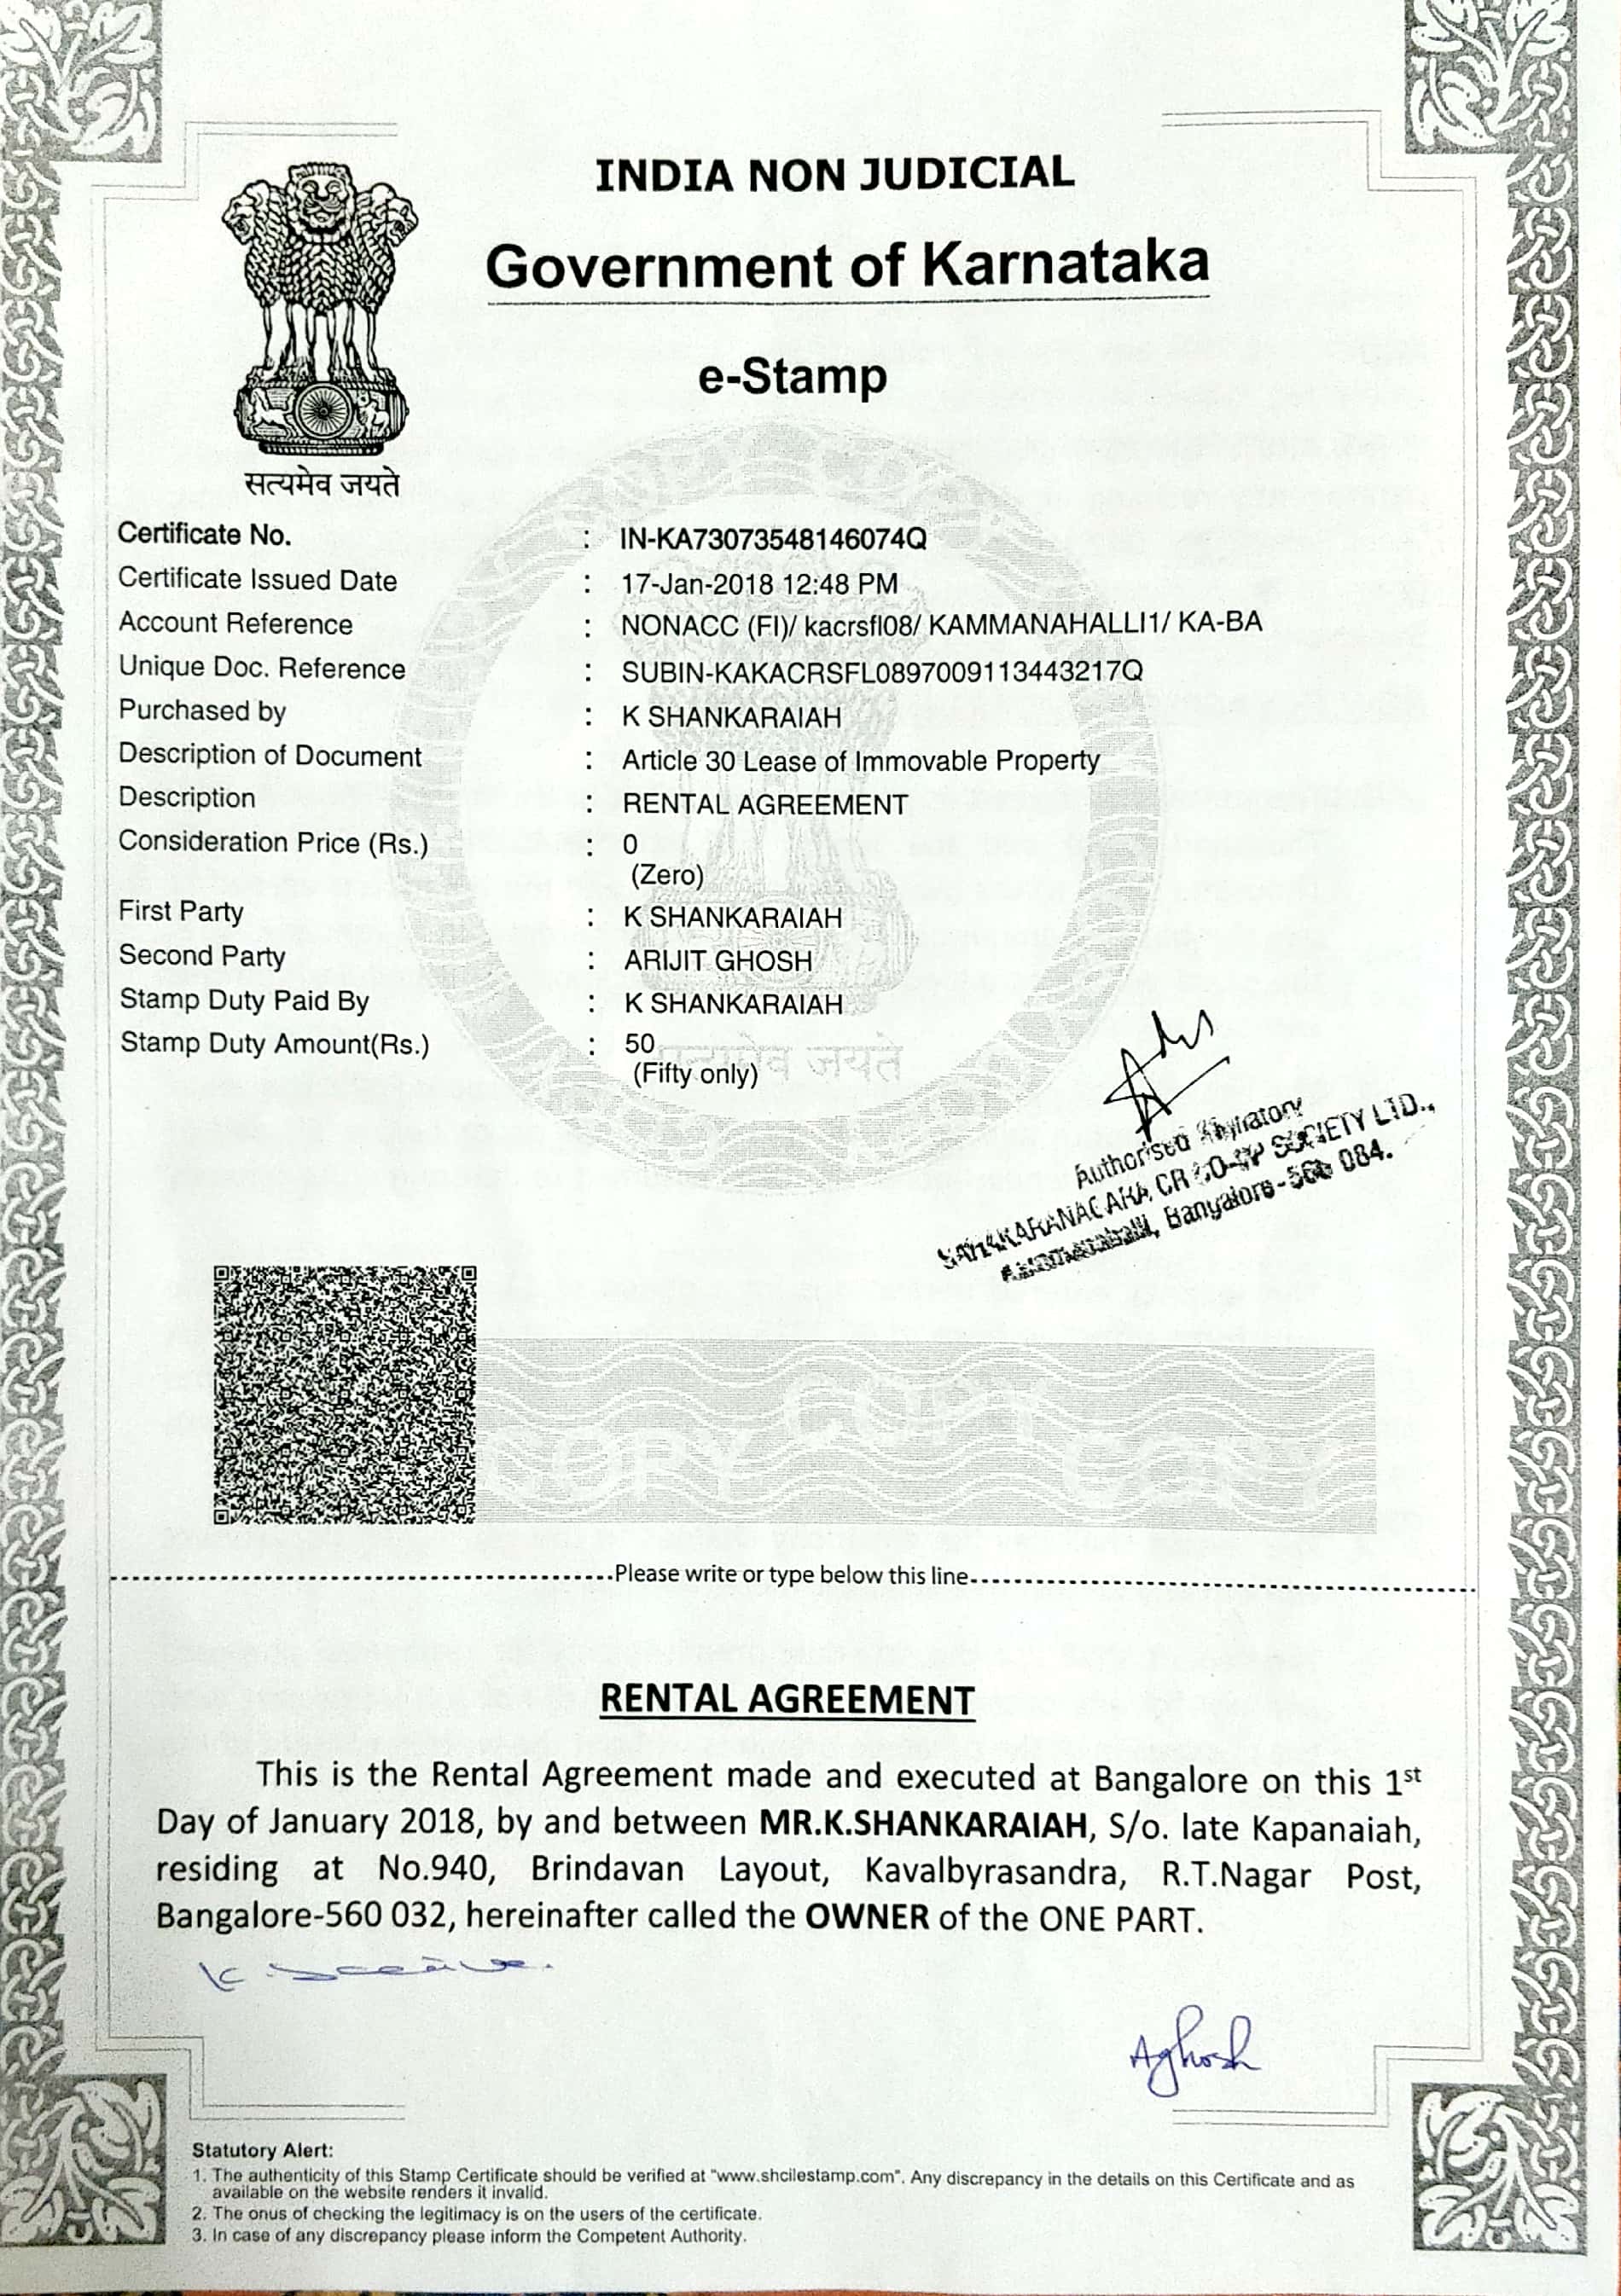 INDIA NON JUDICIAL
Government of Karnataka
e-Stamp
सत्यमेव जयते
Certificate No. : IN-KA73073548146074Q
Certificate Issued Date : 17-Jan-2018 12:48 PM
Account Reference : NONACC (FI)/ kacrsfl08/ KAMMANAHALLI1/ KA-BA
Unique Doc. Reference : SUBIN-KAKACRSFL0897009113443217Q
Purchased by : K SHANKARAIAH
Description of Document : Article 30 Lease of Immovable Property
Description : RENTAL AGREEMENT
Consideration Price (Rs.) : 0
(Zero)
First Party : K SHANKARAIAH
Second Party : ARIJIT GHOSH
Stamp Duty Paid By : K SHANKARAIAH
Stamp Duty Amount(Rs.) : 50
(Fifty only)
सत्यमेव जयते
Authorised Signatory
CR CO-OP SOCIETY LTD.,
Bangalore - 560 084.
COPY COPY COPY
Please write or type below this line
RENTAL AGREEMENT
This is the Rental Agreement made and executed at Bangalore on this 1st
Day of January 2018, by and between MR.K.SHANKARAIAH, S/o. late Kapanaiah,
residing at No.940, Brindavan Layout, Kavalbyrasandra, R.T.Nagar Post,
Bangalore-560 032, hereinafter called the OWNER of the ONE PART.
Aghosh
Statutory Alert:
1. The authenticity of this Stamp Certificate should be verified at "www.shcilestamp.com". Any discrepancy in the details on this Certificate and as
available on the website renders it invalid.
2. The onus of checking the legitimacy is on the users of the certificate.
3. In case of any discrepancy please inform the Competent Authority.